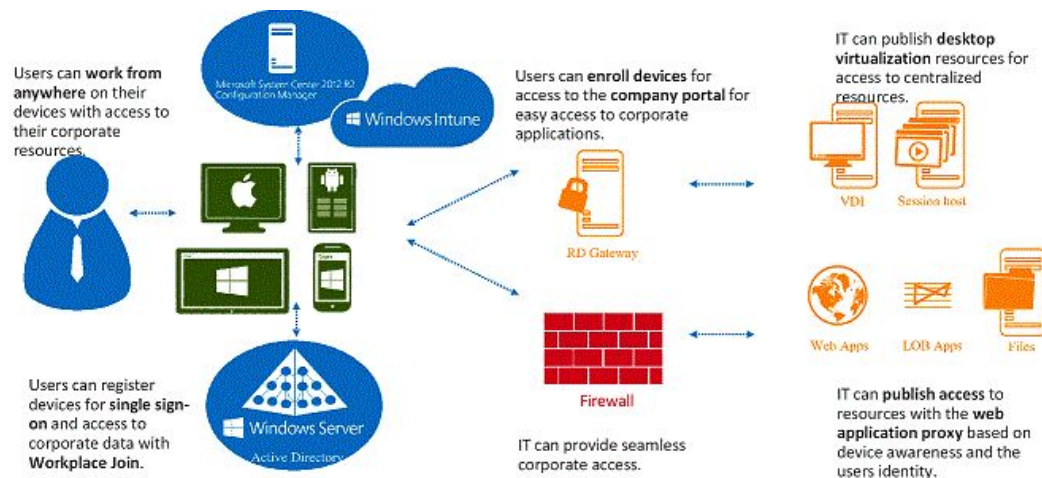 Users can work from
anywhere on their
devices with access to
their corporate
resources.
Microsoft System Center 2012 R2
Configuration Manager
Windows Intune
Users can enroll devices for
access to the company portal for
easy access to corporate
applications.
IT can publish desktop
virtualization resources for
access to centralized
resources.
VDI
Session host
RD Gateway
Start
Web Apps
LOB Apps
Files
Firewall
Users can register
devices for single sign-
on and access to
corporate data with
Workplace Join.
Windows Server
Active Directory
IT can provide seamless
corporate access.
IT can publish access to
resources with the web
application proxy based on
device awareness and the
users identity.